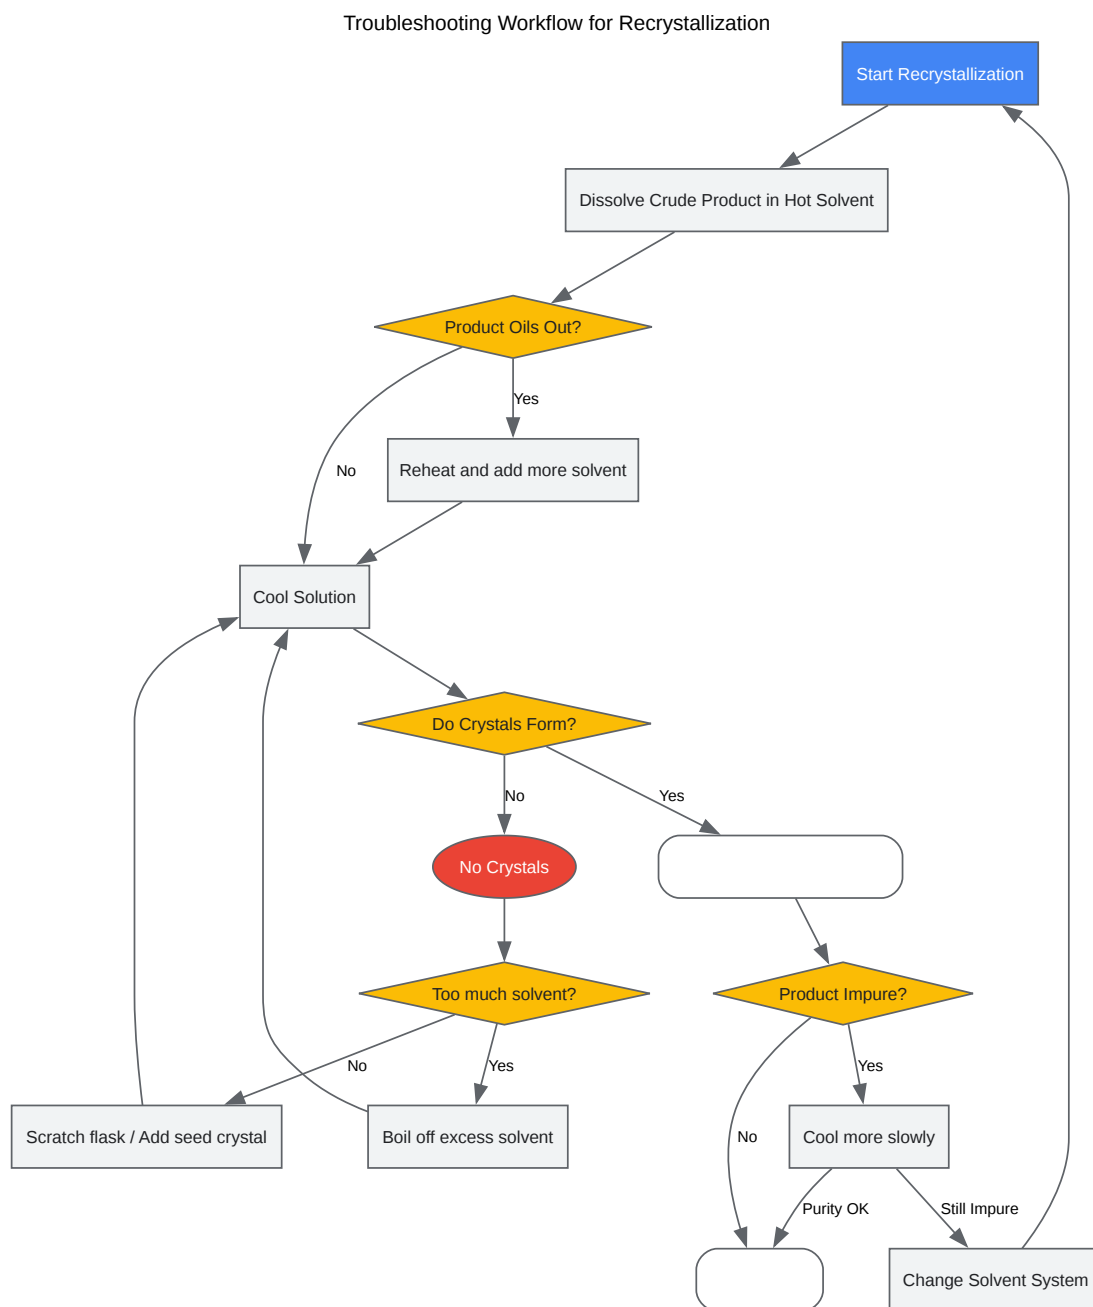 Troubleshooting Workflow for Recrystallization
Start Recrystallization
Dissolve Crude Product in Hot Solvent
Product Oils Out?
Yes
No
Reheat and add more solvent
Cool Solution
Do Crystals Form?
No
Yes
No Crystals
Too much solvent?
Product Impure?
No
Yes
Yes
Scratch flask / Add seed crystal
Boil off excess solvent
No
Cool more slowly
Purity OK
Still Impure
Change Solvent System